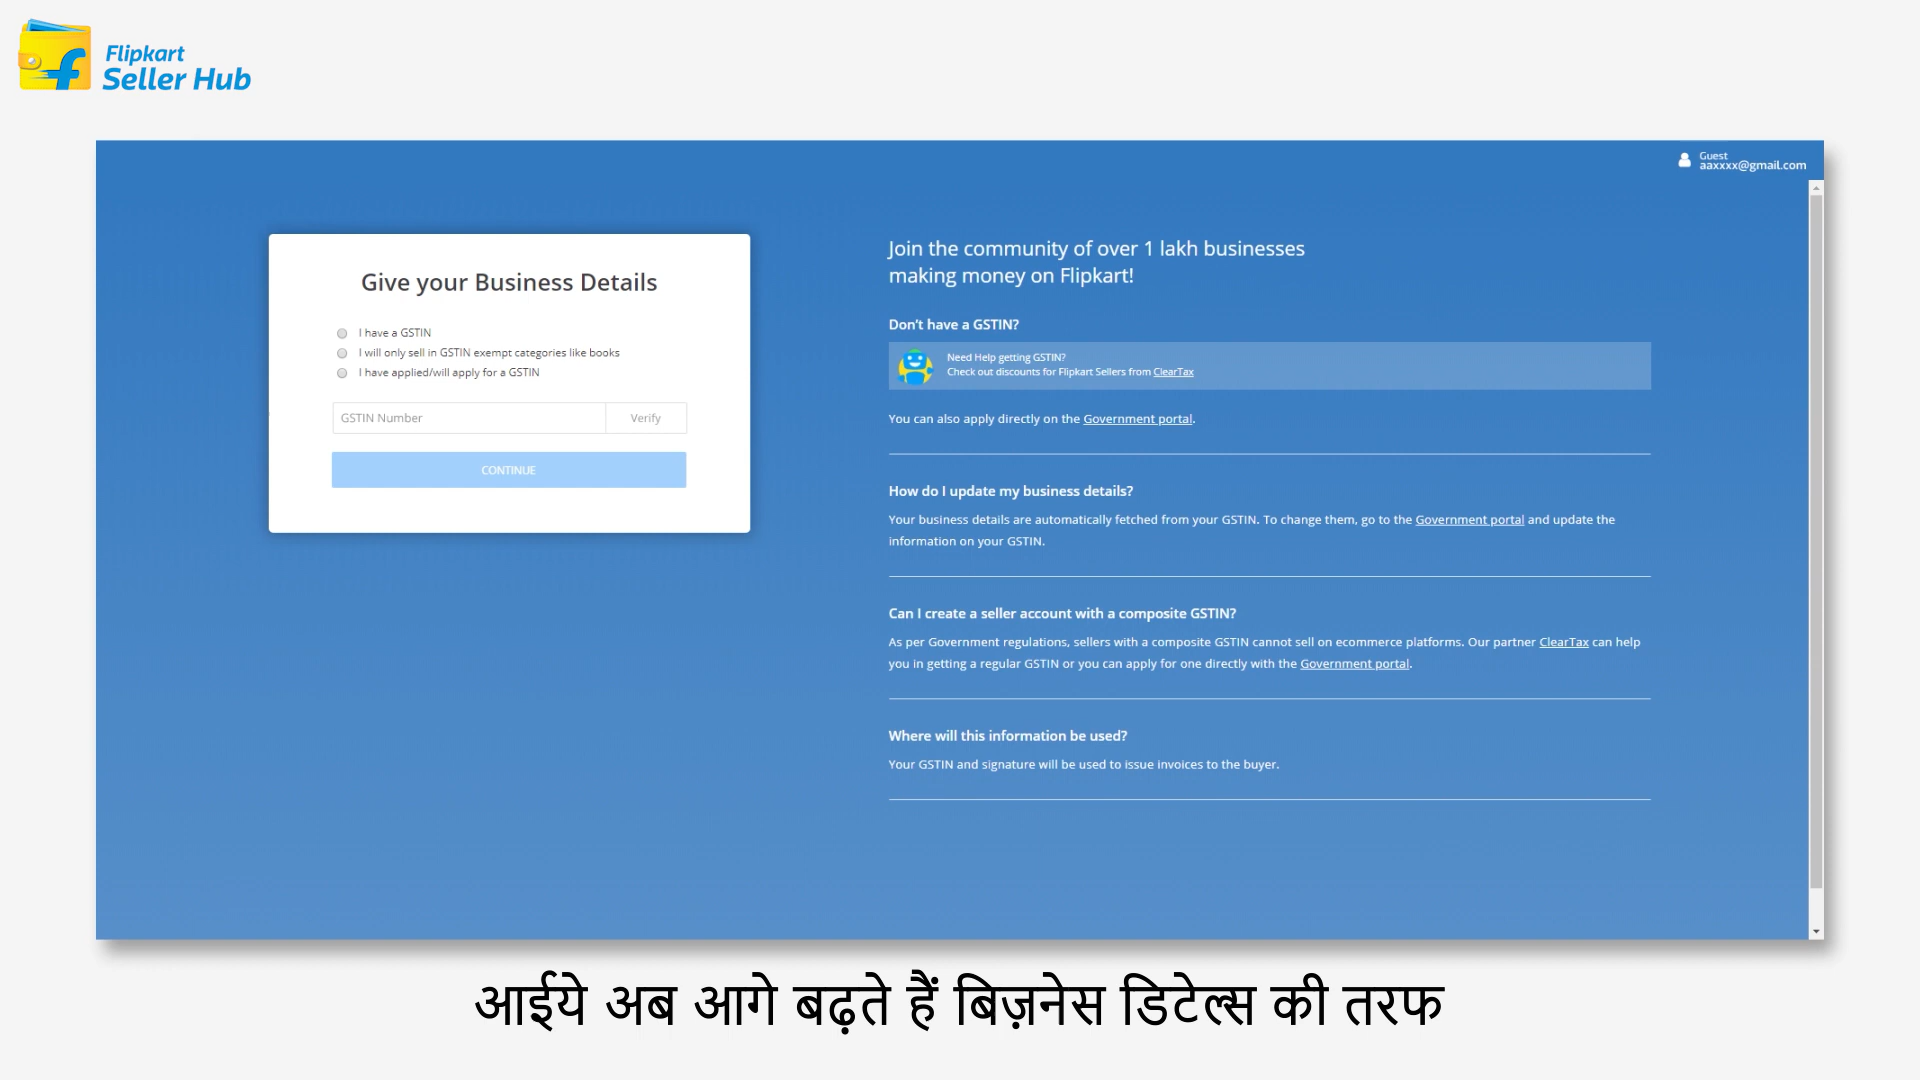 Flipkart
Seller Hub
Guest
aaxxxx@gmail.com
Give your Business Details
I have a GSTIN
I will only sell in GSTIN exempt categories like books
I have applied/will apply for a GSTIN
GSTIN Number
Verify
CONTINUE
Join the community of over 1 lakh businesses
making money on Flipkart!
Don't have a GSTIN?
Need Help getting GSTIN?
Check out discounts for Flipkart Sellers from ClearTax
You can also apply directly on the Government portal.
How do I update my business details?
Your business details are automatically fetched from your GSTIN. To change them, go to the Government portal and update the
information on your GSTIN.
Can I create a seller account with a composite GSTIN?
As per Government regulations, sellers with a composite GSTIN cannot sell on ecommerce platforms. Our partner ClearTax can help
you in getting a regular GSTIN or you can apply for one directly with the Government portal.
Where will this information be used?
Your GSTIN and signature will be used to issue invoices to the buyer.
आईये अब आगे बढ़ते हैं बिज़नेस डिटेल्स की तरफ